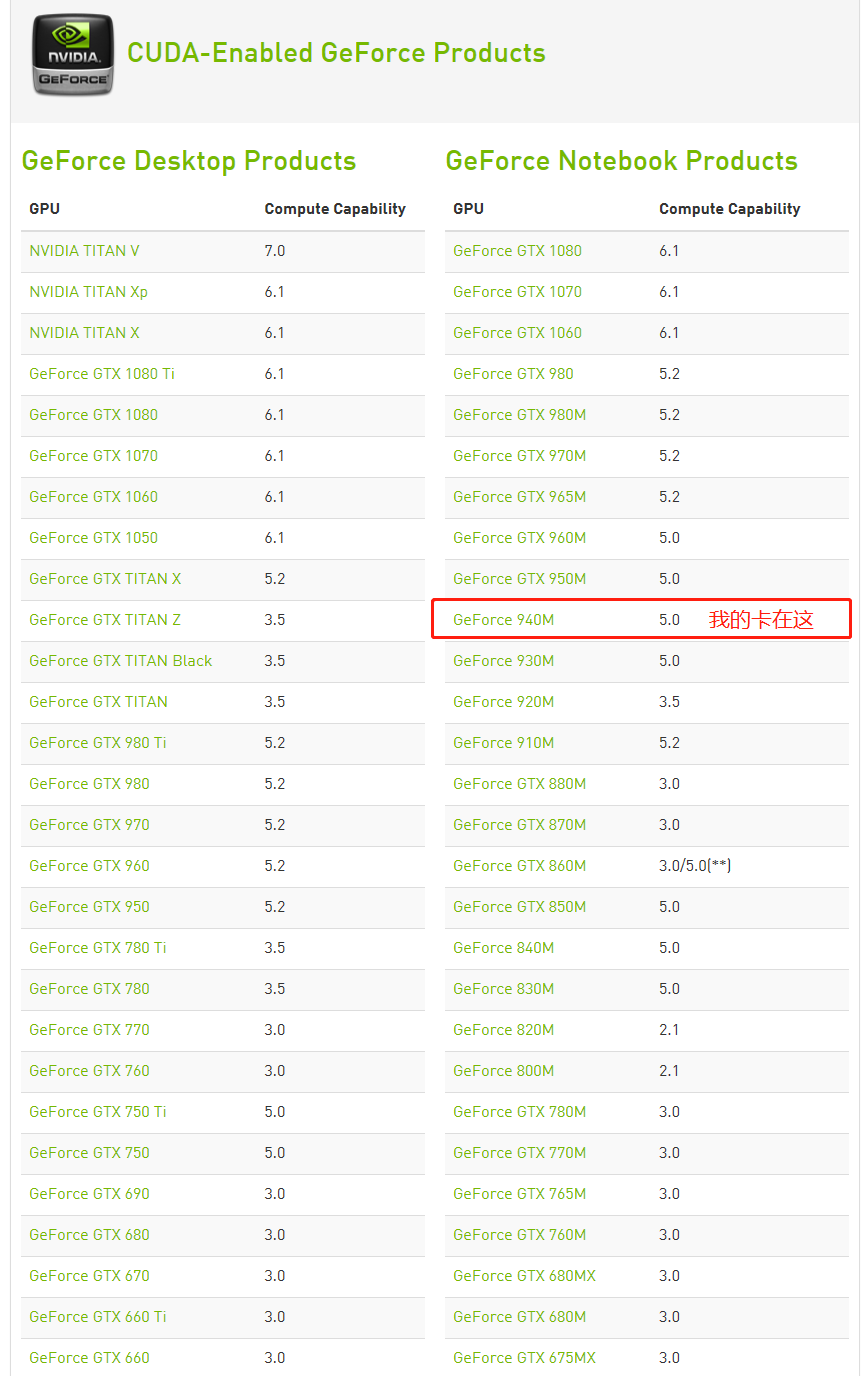 NVIDIA.
GEFORCE
CUDA-Enabled GeForce Products
GeForce Desktop Products
GPU Compute Capability
NVIDIA TITAN V 7.0
NVIDIA TITAN Xp 6.1
NVIDIA TITAN X 6.1
GeForce GTX 1080 Ti 6.1
GeForce GTX 1080 6.1
GeForce GTX 1070 6.1
GeForce GTX 1060 6.1
GeForce GTX 1050 6.1
GeForce GTX TITAN X 5.2
GeForce GTX TITAN Z 3.5
GeForce GTX TITAN Black 3.5
GeForce GTX TITAN 3.5
GeForce GTX 980 Ti 5.2
GeForce GTX 980 5.2
GeForce GTX 970 5.2
GeForce GTX 960 5.2
GeForce GTX 950 5.2
GeForce GTX 780 Ti 3.5
GeForce GTX 780 3.5
GeForce GTX 770 3.0
GeForce GTX 760 3.0
GeForce GTX 750 Ti 5.0
GeForce GTX 750 5.0
GeForce GTX 690 3.0
GeForce GTX 680 3.0
GeForce GTX 670 3.0
GeForce GTX 660 Ti 3.0
GeForce GTX 660 3.0
GeForce Notebook Products
GPU Compute Capability
GeForce GTX 1080 6.1
GeForce GTX 1070 6.1
GeForce GTX 1060 6.1
GeForce GTX 980 5.2
GeForce GTX 980M 5.2
GeForce GTX 970M 5.2
GeForce GTX 965M 5.2
GeForce GTX 960M 5.0
GeForce GTX 950M 5.0
GeForce 940M 5.0 我的卡在这
GeForce 930M 5.0
GeForce 920M 3.5
GeForce 910M 5.2
GeForce GTX 880M 3.0
GeForce GTX 870M 3.0
GeForce GTX 860M 3.0/5.0(**)
GeForce GTX 850M 5.0
GeForce 840M 5.0
GeForce 830M 5.0
GeForce 820M 2.1
GeForce 800M 2.1
GeForce GTX 780M 3.0
GeForce GTX 770M 3.0
GeForce GTX 765M 3.0
GeForce GTX 760M 3.0
GeForce GTX 680MX 3.0
GeForce GTX 680M 3.0
GeForce GTX 675MX 3.0